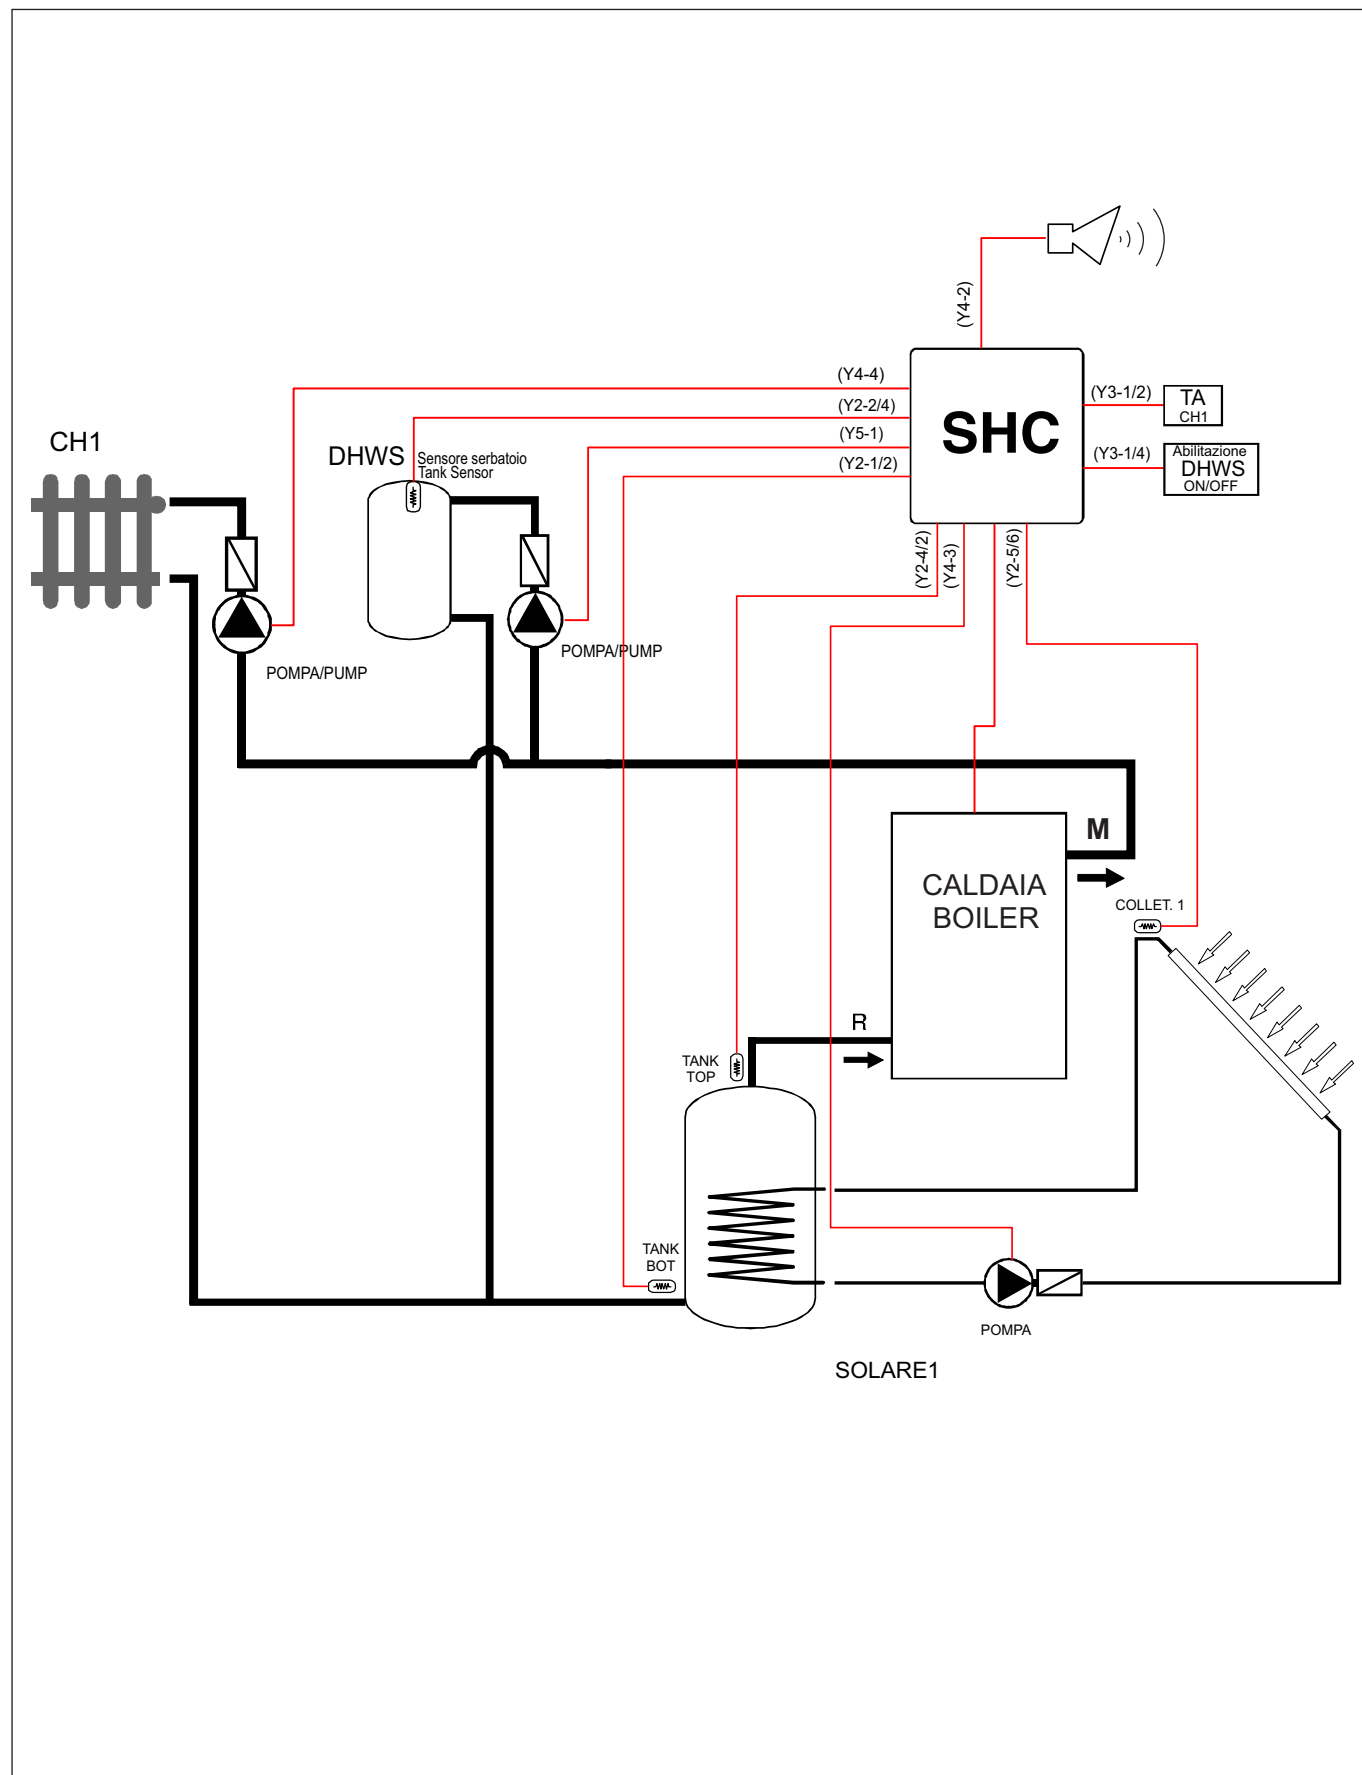 (Y4-2)
(Y4-4)
(Y2-2/4)
(Y5-1)
(Y2-1/2)
SHC
(Y3-1/2)
TA
CH1
(Y3-1/4)
Abilitazione
DHWS
ON/OFF
CH1
DHWS
Sensore serbatoio
Tank Sensor
(Y2-4/2)
(Y4-3)
(Y2-5/6)
POMPA/PUMP
POMPA/PUMP
M
CALDAIA
BOILER
COLLET. 1
R
TANK
TOP
TANK
BOT
POMPA
SOLARE1